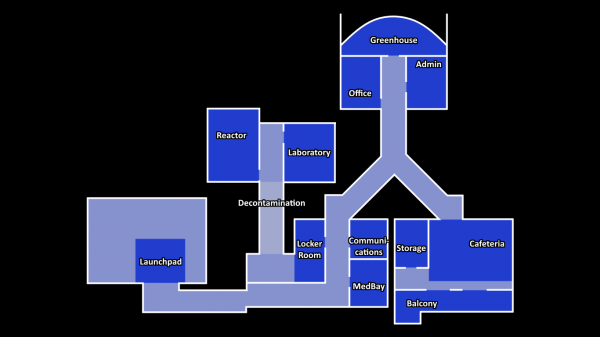 Greenhouse
Admin
Office
Reactor
Laboratory
Decontamination
Locker
Room
Communi-
cations
Storage
Cafeteria
Launchpad
MedBay
Balcony